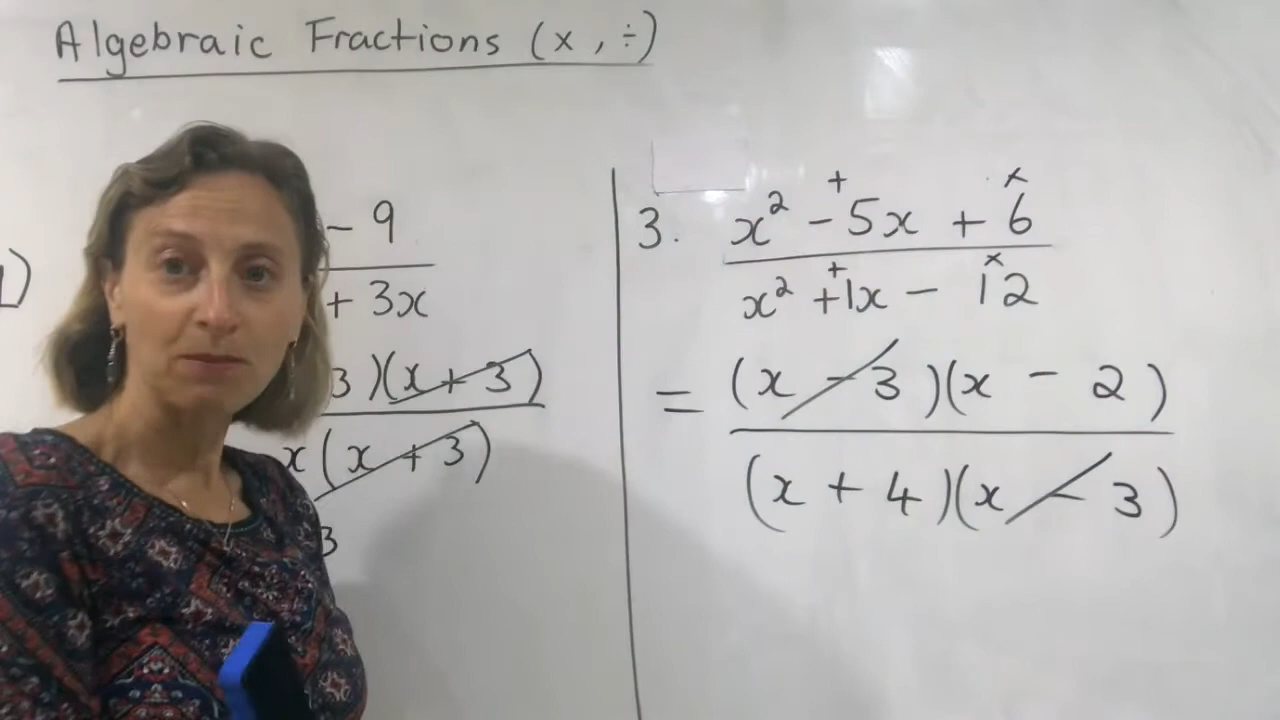 Algebraic Fractions (x, ÷)
)
- 9
+ 3x
3)(x + 3)
x(x + 3)
3
3. x² - 5x + 6
+ x
x² + 1x - 12
+ x
= (x - 3)(x - 2)
(x + 4)(x - 3)